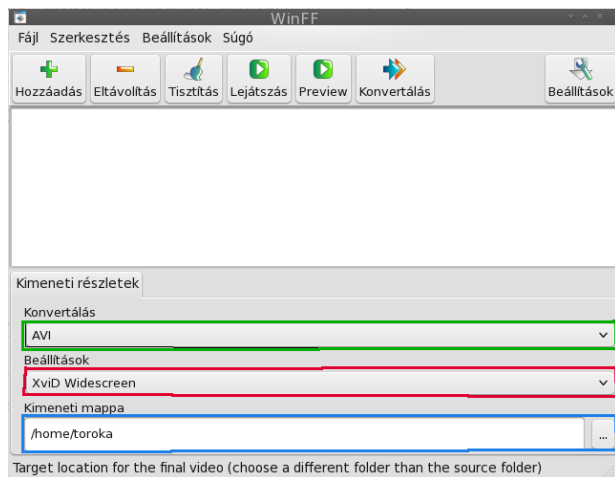 WinFF
Fájl Szerkesztés Beállítások Súgó
Hozzáadás Eltávolítás Tisztítás Lejátszás Preview Konvertálás Beállítások
Kimeneti részletek
Konvertálás
AVI
Beállítások
XviD Widescreen
Kimeneti mappa
/home/toroka
...
Target location for the final video (choose a different folder than the source folder)